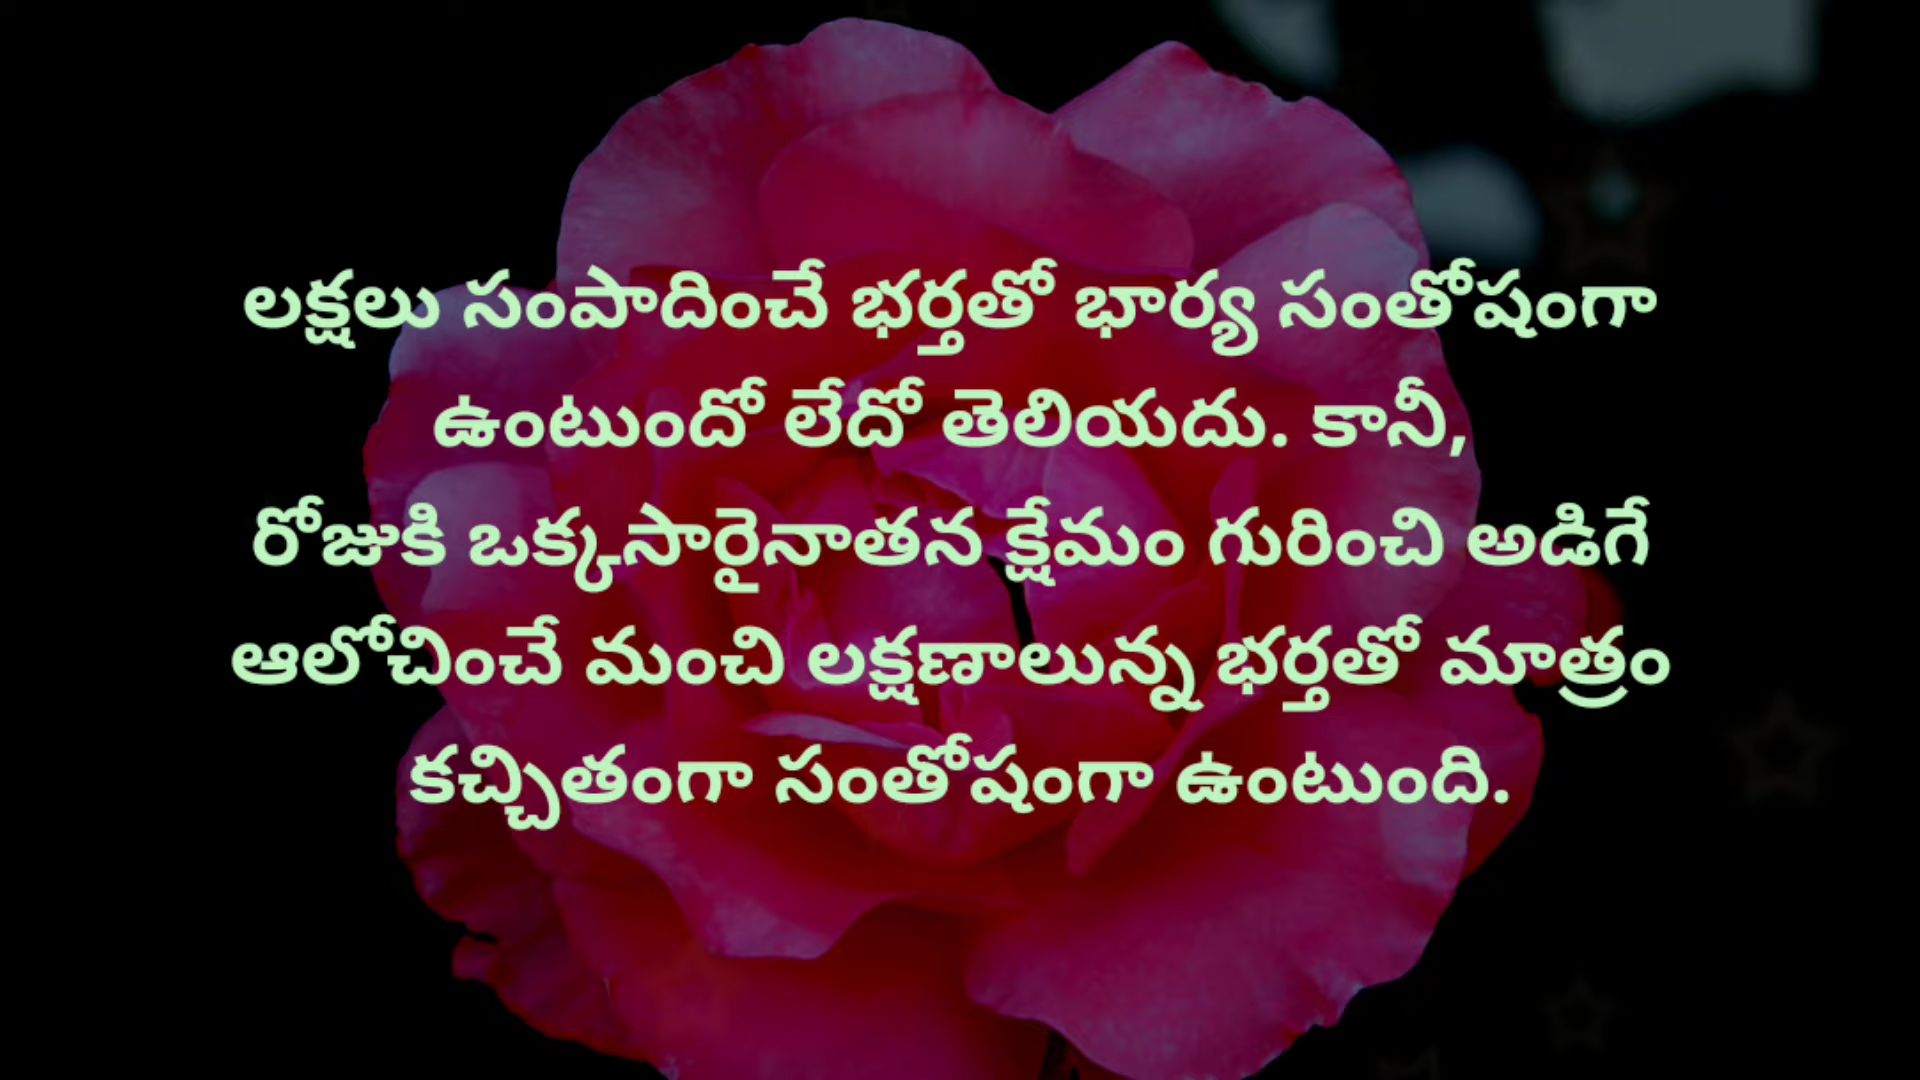 లక్షలు సంపాదించే భర్తతో భార్య సంతోషంగా
ఉంటుందో లేదో తెలియదు. కానీ,
రోజుకి ఒక్కసారైనాతన క్షేమం గురించి అడిగే
ఆలోచించే మంచి లక్షణాలున్న భర్తతో మాత్రం
కచ్చితంగా సంతోషంగా ఉంటుంది.